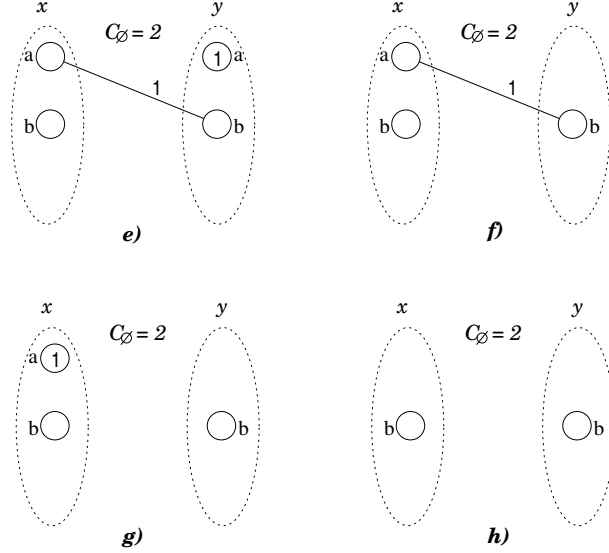 x y x y
C∅ = 2 C∅ = 2
a 1 a a
1 1
b b b b
e) f)
x y x y
C∅ = 2 C∅ = 2
a 1
b b b b
g) h)